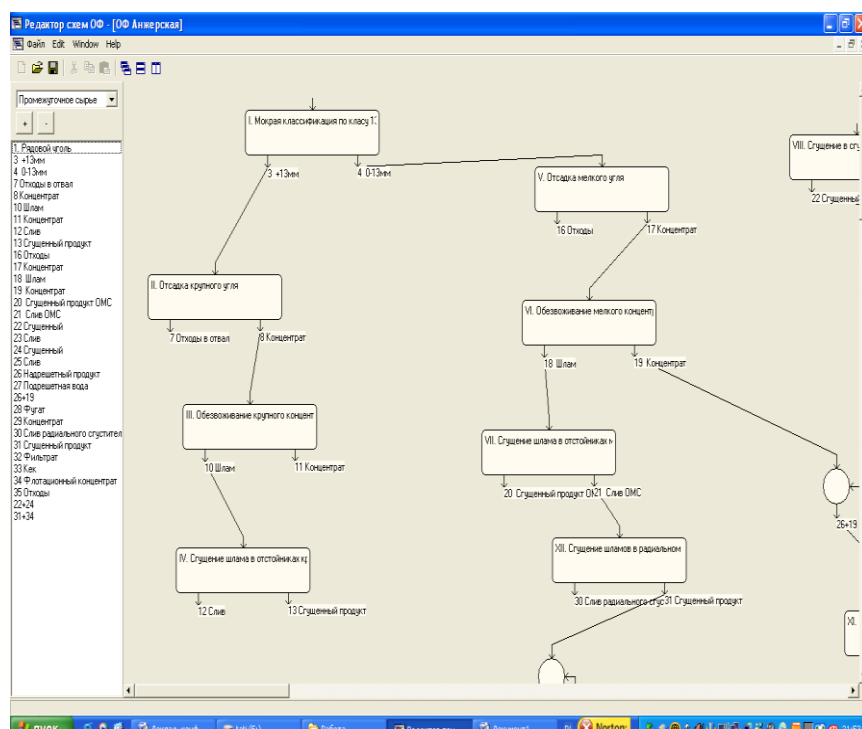 Редактор схем ОФ - [ОФ Анжерская]
Файл Edit Window Help
Промежуточное сырье
+ -
1. Рядовой уголь
3 +13мм
4 0-13мм
7 Отходы в отвал
8 Концентрат
10 Шлам
11 Концентрат
12 Слив
13 Сгущенный продукт
16 Отходы
17 Концентрат
18 Шлам
19 Концентрат
20 Сгущенный продукт ОМС
21 Слив ОМС
22 Сгущенный
23 Слив
24 Сгущенный
25 Слив
26 Надрешетный продукт
27 Подрешетная вода
26+19
28 Фугат
29 Концентрат
30 Слив радиального сгустител
31 Сгущенный продукт
32 Фильтрат
33 Кек
34 Флотационный концентрат
35 Отходы
22+24
31+34
I. Мокрая классификация по класу 13
3 +13мм
4 0-13мм
V. Отсадка мелкого угля
VIII. Сгущение в сгу
22 Сгущенный
16 Отходы
17 Концентрат
II. Отсадка крупного угля
7 Отходы в отвал
8 Концентрат
VI. Обезвоживание мелкого концент
18 Шлам
19 Концентрат
III. Обезвоживание крупного концент
10 Шлам
11 Концентрат
VII. Сгущение шлама в отстойниках м
20 Сгущенный продукт
21 Слив ОМС
26+19
IV. Сгущение шлама в отстойниках кр
12 Слив
13 Сгущенный продукт
XII. Сгущение шламов в радиальном
30 Слив радиального сгус
31 Сгущенный продукт
XI.
пуск
Работа
Norton: